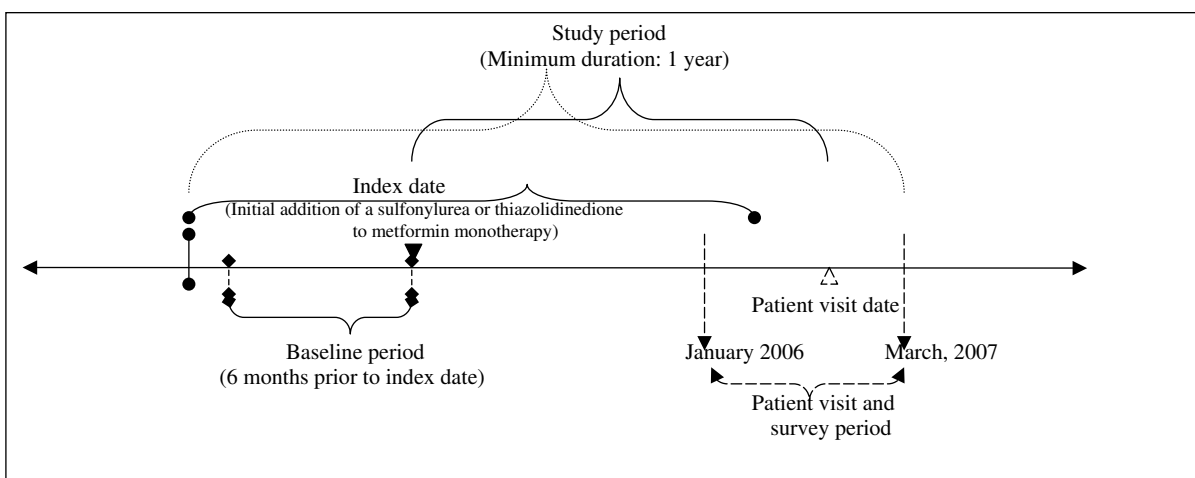 Study period
(Minimum duration: 1 year)
Index date
(Initial addition of a sulfonylurea or thiazolidinedione
to metformin monotherapy)
Patient visit date
Baseline period
(6 months prior to index date)
January 2006
March, 2007
Patient visit and
survey period